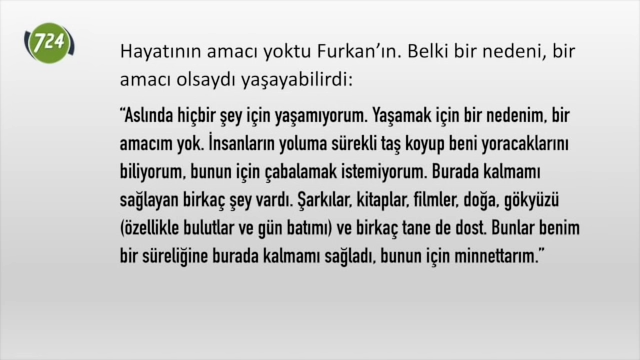 724
Hayatının amacı yoktu Furkan’ın. Belki bir nedeni, bir
amacı olsaydı yaşayabilirdi:
“Aslında hiçbir şey için yaşamıyorum. Yaşamak için bir nedenim, bir
amacım yok. İnsanların yoluma sürekli taş koyup beni yoracaklarını
biliyorum, bunun için çabalamak istemiyorum. Burada kalmamı
sağlayan birkaç şey vardı. Şarkılar, kitaplar, filmler, doğa, gökyüzü
(özellikle bulutlar ve gün batımı) ve birkaç tane de dost. Bunlar benim
bir süreliğine burada kalmamı sağladı, bunun için minnettarım.”